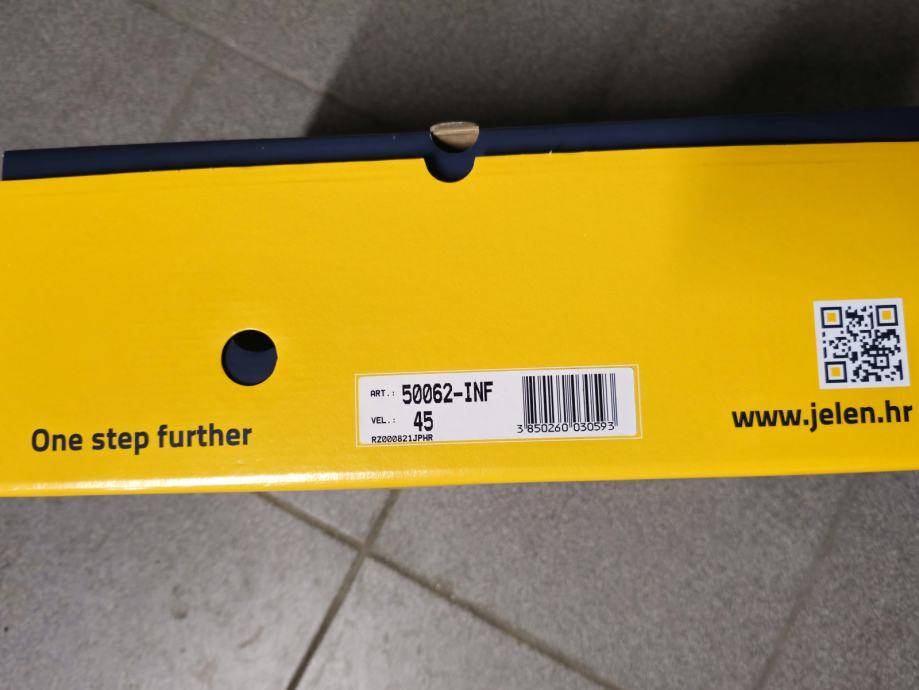 One step further
ART.: 50062-INF
VEL.: 45
RZ000821JPHR
3 850260 030593
www.jelen.hr